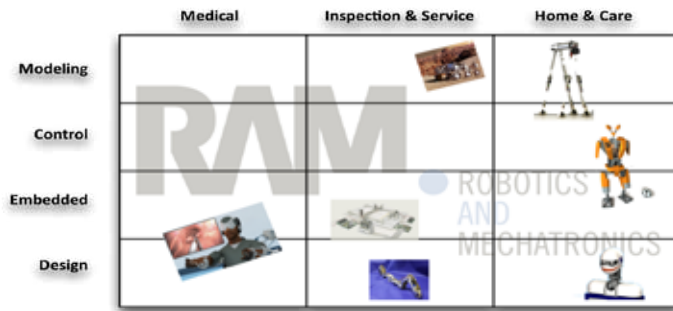 Medical Inspection & Service Home & Care
Modeling
Control
Embedded
Design
RAM
ROBOTICS
AND
MECHATRONICS